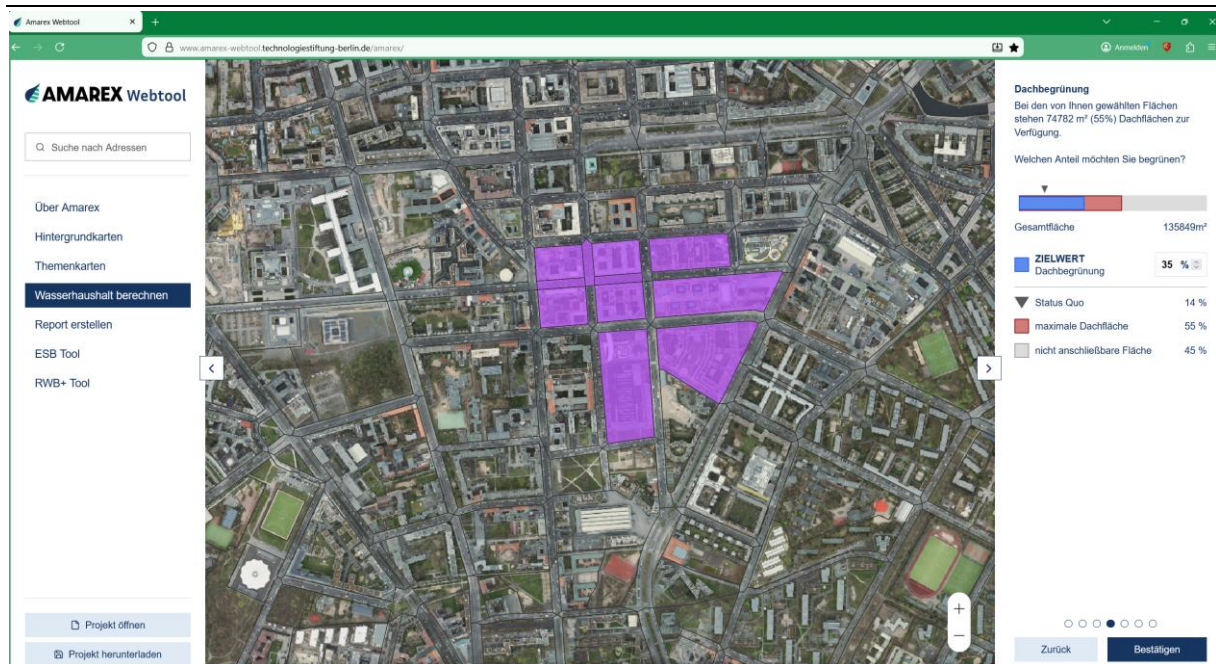 Amarex Webtool
www.amarex-webtool.technologiestiftung-berlin.de/amarex/
Anmelden
AMAREX Webtool
Suche nach Adressen
Über Amarex
Hintergrundkarten
Themenkarten
Wasserhaushalt berechnen
Report erstellen
ESB Tool
RWB+ Tool
Projekt öffnen
Projekt herunterladen
Dachbegrünung
Bei den von Ihnen gewählten Flächen
stehen 74782 m² (55%) Dachflächen zur
Verfügung.
Welchen Anteil möchten Sie begrünen?
Gesamtfläche 135849m²
ZIELWERT
Dachbegrünung 35 %
Status Quo 14 %
maximale Dachfläche 55 %
nicht anschließbare Fläche 45 %
Zurück Bestätigen